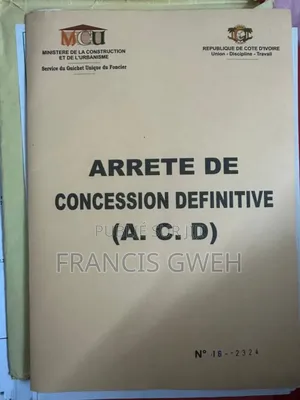 MCU
MINISTERE DE LA CONSTRUCTION
ET DE L'URBANISME
Service du Guichet Unique du Foncier
REPUBLIQUE DE COTE D'IVOIRE
Union - Discipline - Travail
ARRETE DE
CONCESSION DEFINITIVE
(A. C. D)
FRANCIS GWEH
N° 18--2324